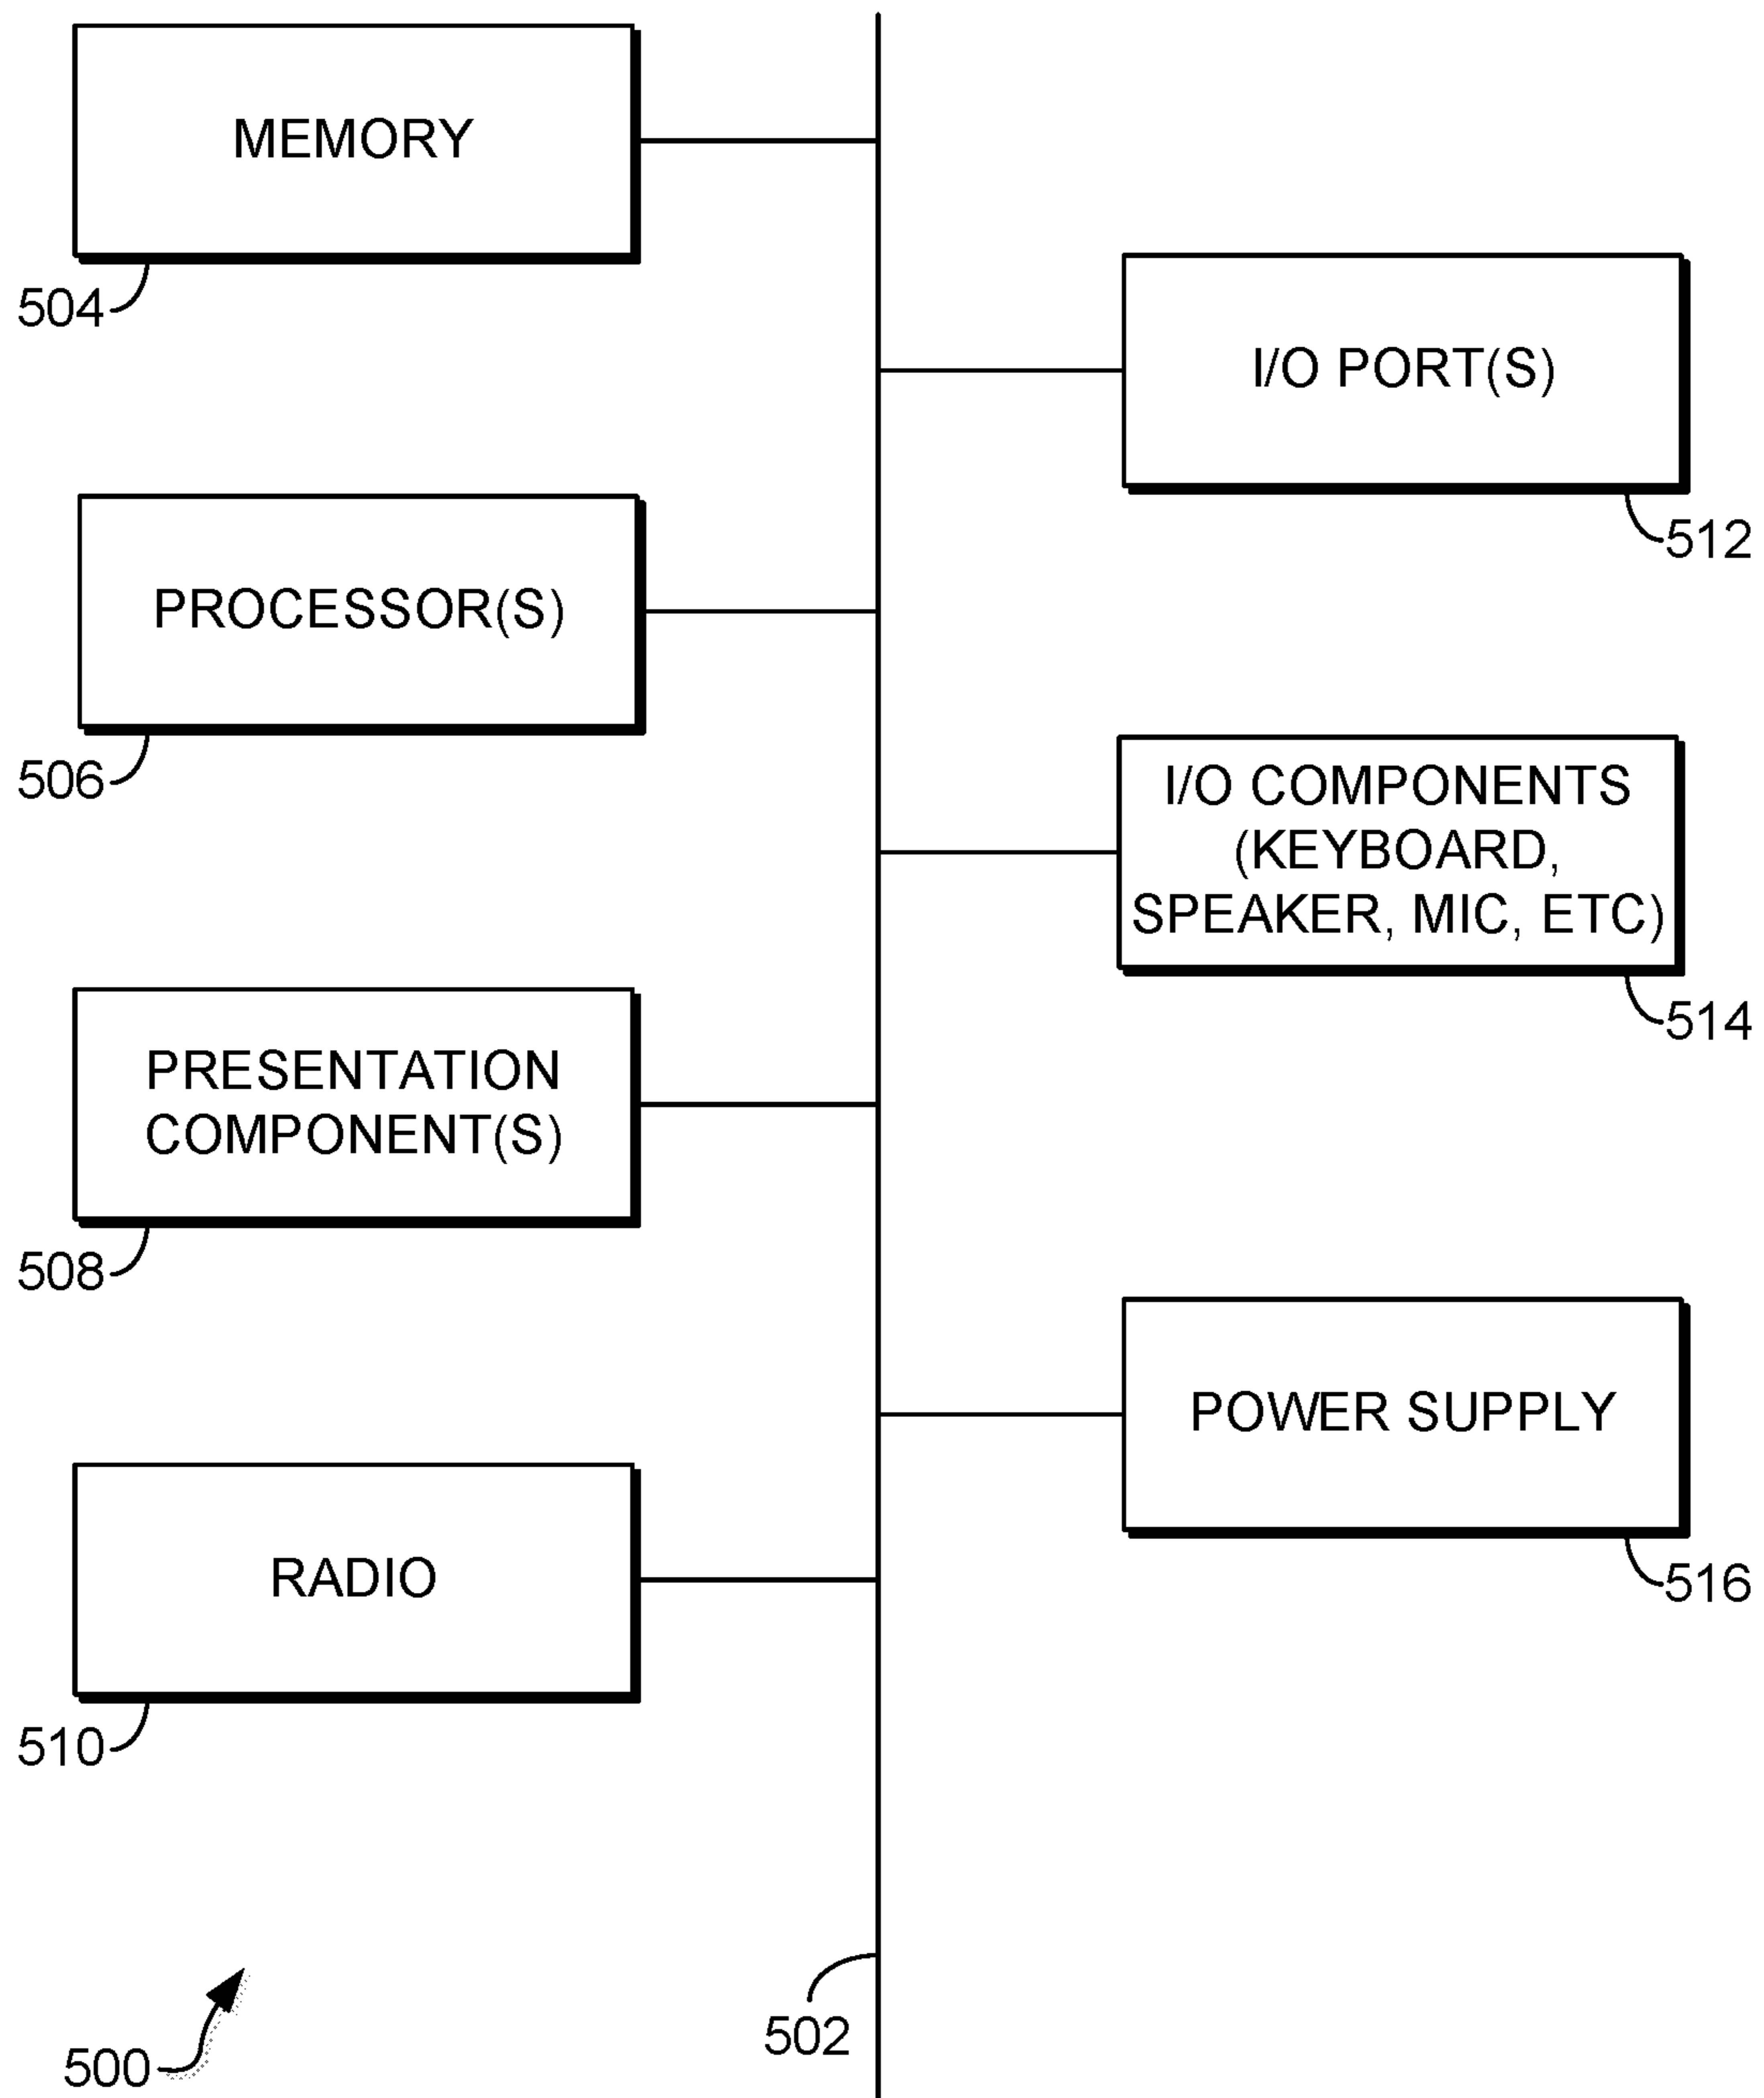 MEMORY
504
I/O PORT(S)
512
PROCESSOR(S)
506
I/O COMPONENTS
(KEYBOARD,
SPEAKER, MIC, ETC)
514
PRESENTATION
COMPONENT(S)
508
POWER SUPPLY
516
RADIO
510
502
500